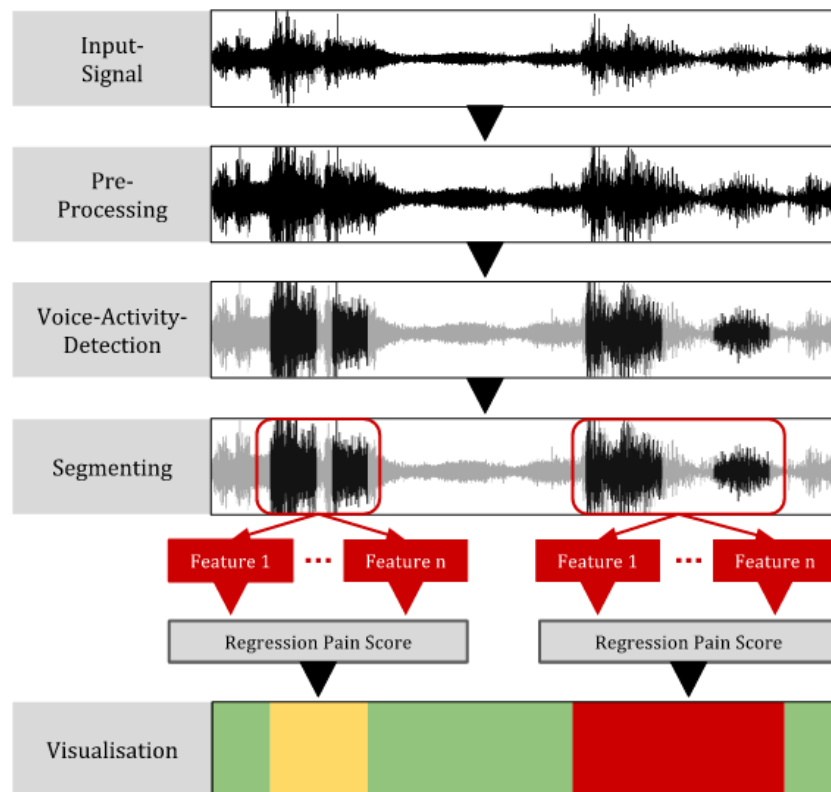 Input-
Signal
Pre-
Processing
Voice-Activity-
Detection
Segmenting
Feature 1 ... Feature n Feature 1 ... Feature n
Regression Pain Score Regression Pain Score
Visualisation